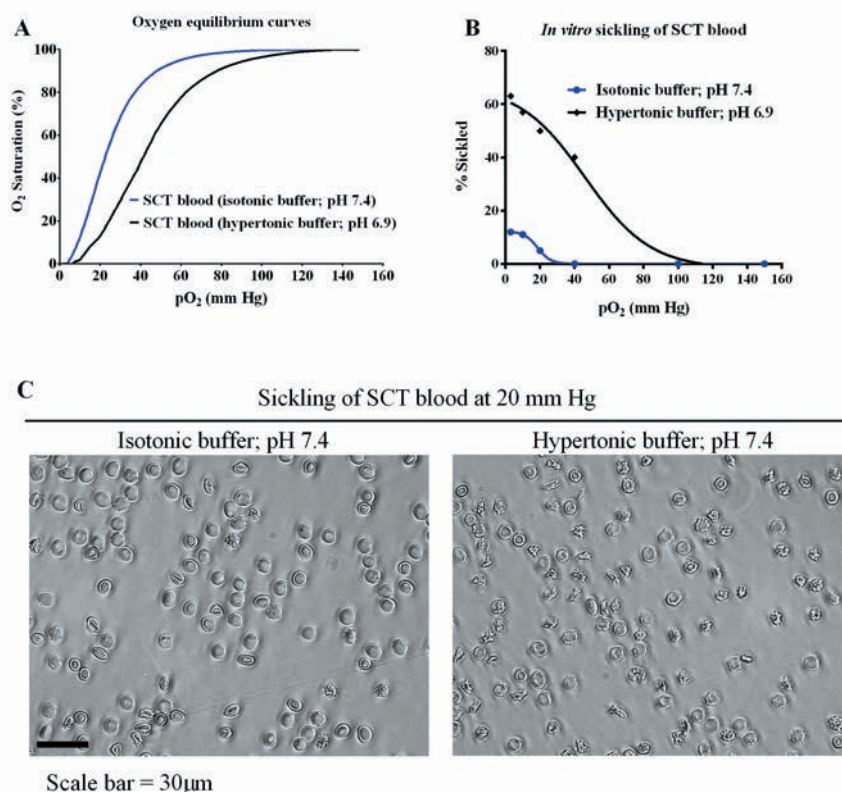 A
Oxygen equilibrium curves
O2 Saturation (%)
100
80
60
40
20
0
SCT blood (isotonic buffer; pH 7.4)
SCT blood (hypertonic buffer; pH 6.9)
0 20 40 60 80 100 120 140 160
pO2 (mm Hg)
B
In vitro sickling of SCT blood
% Sickled
80
60
40
20
0
Isotonic buffer; pH 7.4
Hypertonic buffer; pH 6.9
0 20 40 60 80 100 120 140 160
pO2 (mm Hg)
C
Sickling of SCT blood at 20 mm Hg
Isotonic buffer; pH 7.4
Hypertonic buffer; pH 7.4
Scale bar = 30μm